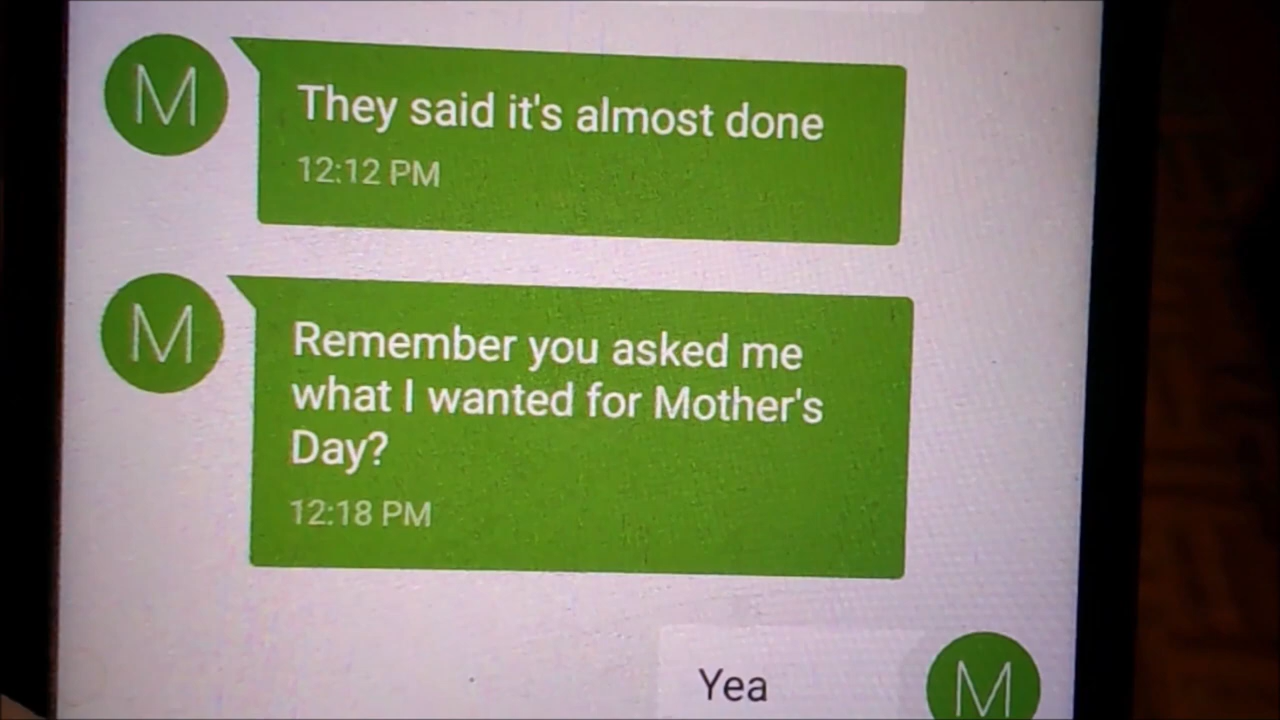 M
They said it's almost done
12:12 PM
M
Remember you asked me
what I wanted for Mother's
Day?
12:18 PM
Yea
M